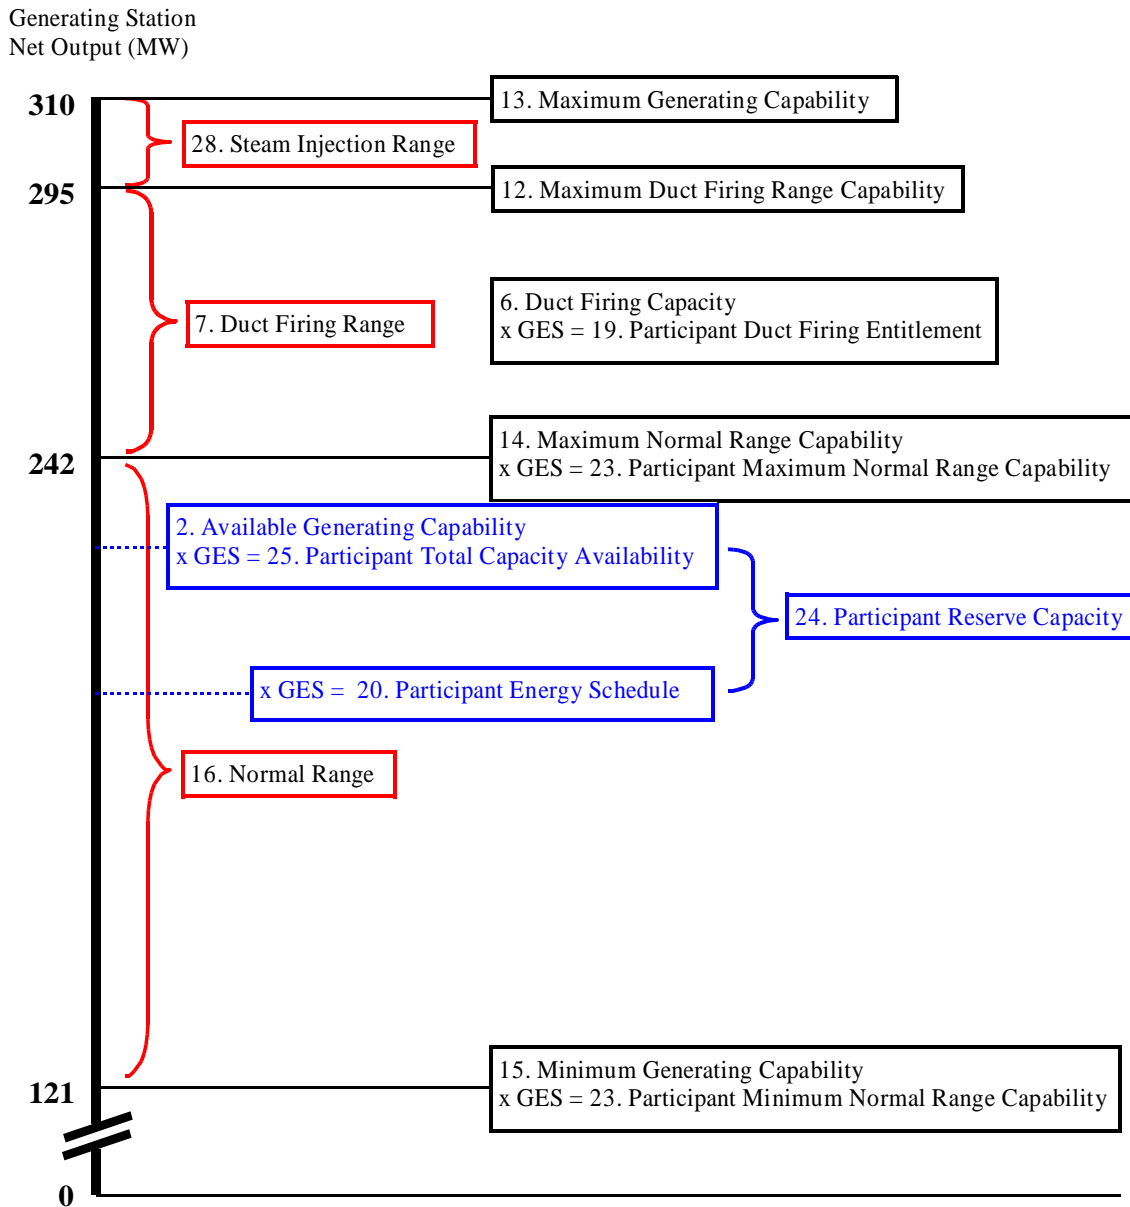 Generating Station
Net Output (MW)
310
13. Maximum Generating Capability
28. Steam Injection Range
295
12. Maximum Duct Firing Range Capability
7. Duct Firing Range
6. Duct Firing Capacity
x GES = 19. Participant Duct Firing Entitlement
242
14. Maximum Normal Range Capability
x GES = 23. Participant Maximum Normal Range Capability
2. Available Generating Capability
x GES = 25. Participant Total Capacity Availability
24. Participant Reserve Capacity
x GES = 20. Participant Energy Schedule
16. Normal Range
121
15. Minimum Generating Capability
x GES = 23. Participant Minimum Normal Range Capability
0